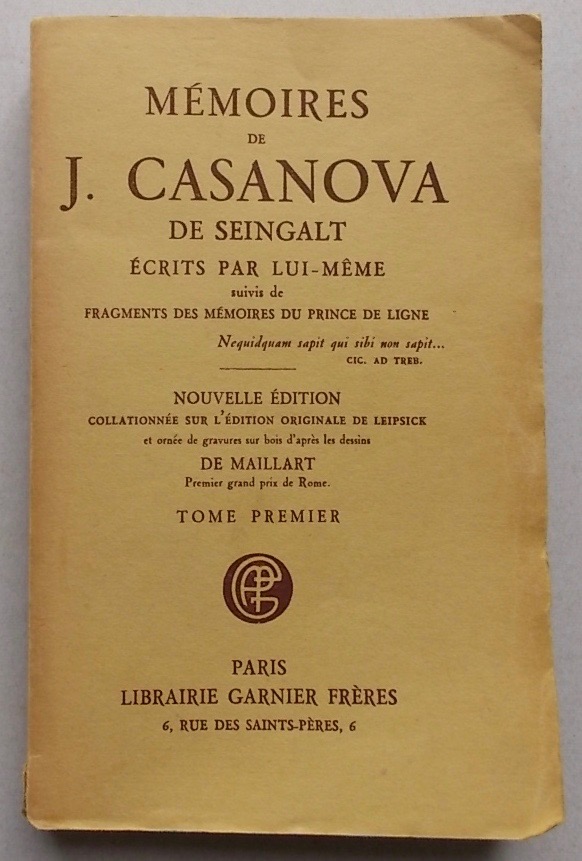 MÉMOIRES
DE
J. CASANOVA
DE SEINGALT
ÉCRITS PAR LUI-MÊME
suivis de
FRAGMENTS DES MÉMOIRES DU PRINCE DE LIGNE
Nequidquam sapit qui sibi non sapit...
CIC. AD TREB.
NOUVELLE ÉDITION
COLLATIONNÉE SUR L'ÉDITION ORIGINALE DE LEIPSICK
et ornée de gravures sur bois d'après les dessins
DE MAILLART
Premier grand prix de Rome.
TOME PREMIER
PARIS
LIBRAIRIE GARNIER FRÈRES
6, RUE DES SAINTS-PÈRES, 6